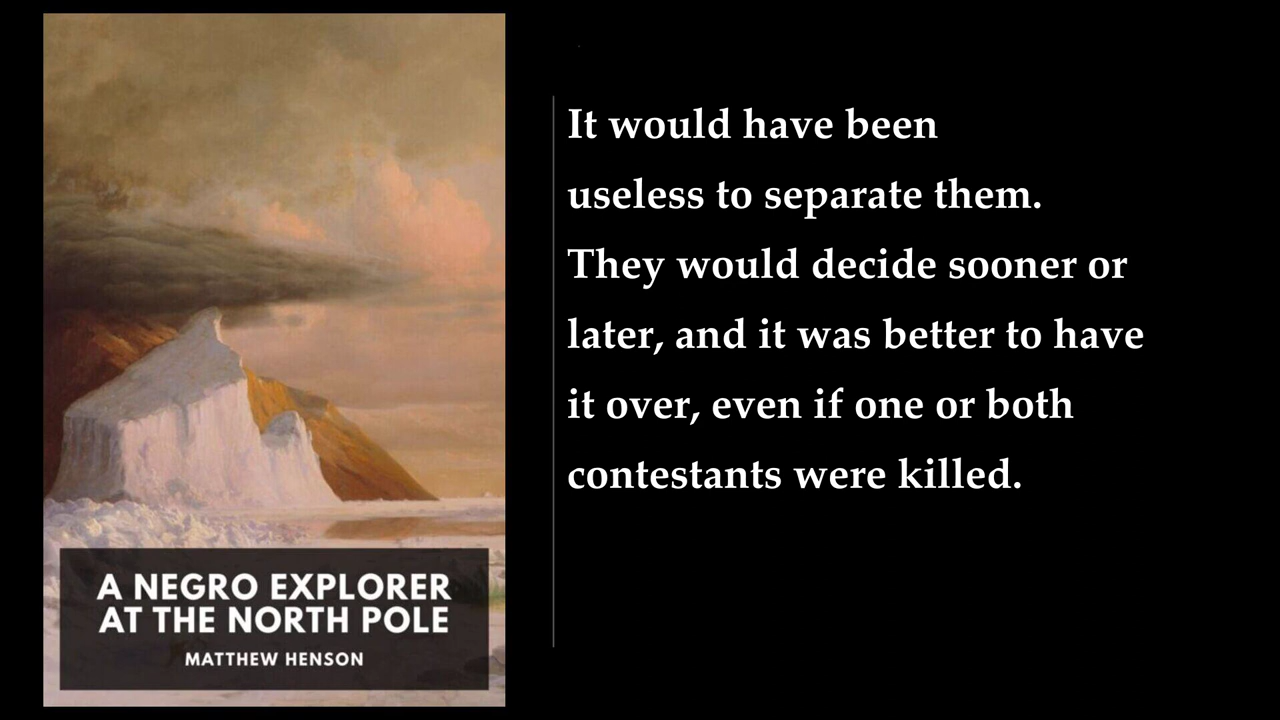 It would have been
useless to separate them.
They would decide sooner or
later, and it was better to have
it over, even if one or both
contestants were killed.
A NEGRO EXPLORER
AT THE NORTH POLE
MATTHEW HENSON